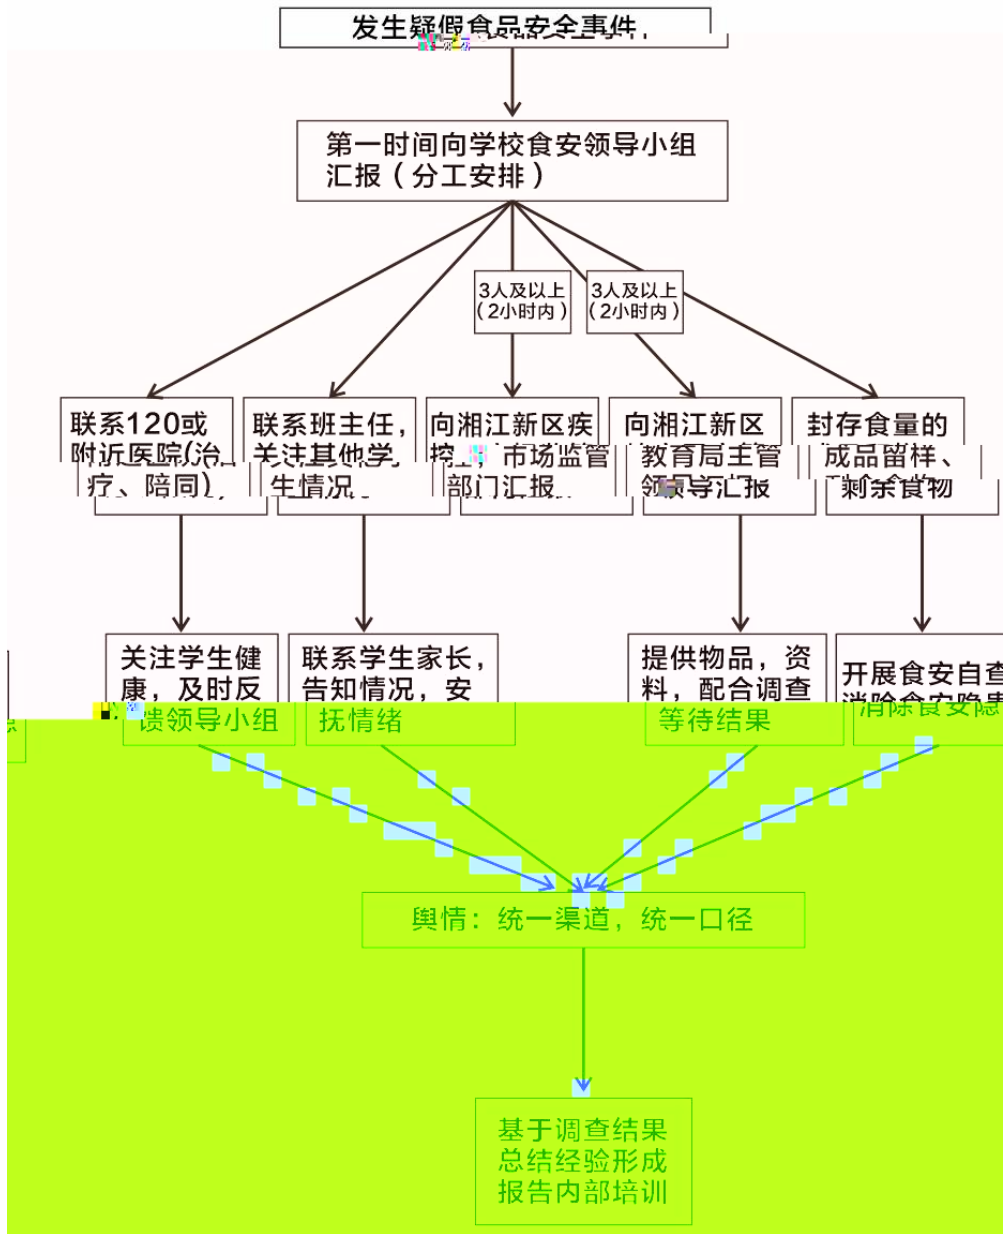 发生疑假食品安全事件
第一时间向学校食安领导小组
汇报（分工安排）
3人及以上
（2小时内）
3人及以上
（2小时内）
联系120或
附近医院(治
疗、陪同)
联系班主任，
关注其他学
生情况
向湘江新区疾
控 ，市场监管
部门汇报
向湘江新区
教育局主管
领导汇报
封存食量的
成品留样、
剩余食物
关注学生健
康，及时反
馈领导小组
联系学生家长，
告知情况，安
抚情绪
提供物品，资
料，配合调查
等待结果
开展食安自查
消除食安隐
舆情：统一渠道，统一口径
基于调查结果
总结经验形成
报告内部培训